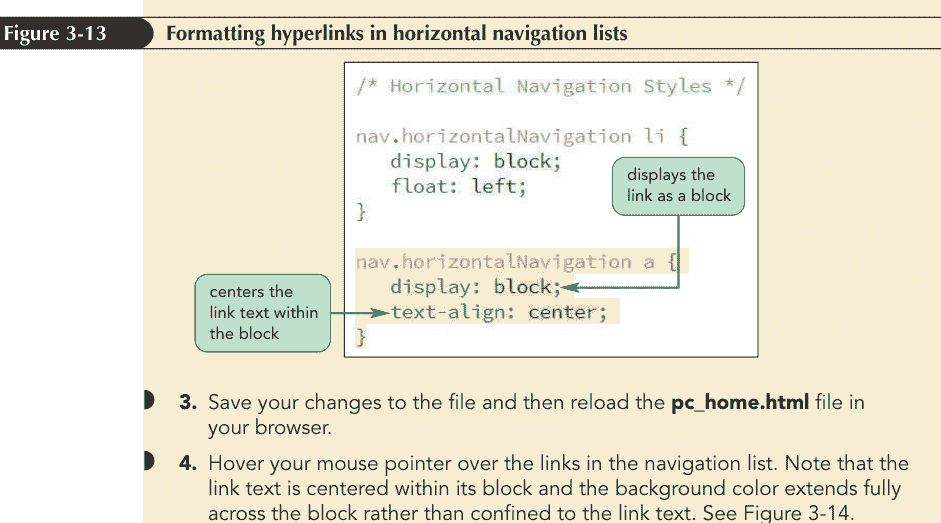 Figure 3-13 Formatting hyperlinks in horizontal navigation lists
/* Horizontal Navigation Styles */
nav.horizontalNavigation li {
display: block;
float: left;
}
displays the
link as a block
nav.horizontalNavigation a {
display: block;
text-align: center;
}
centers the
link text within
the block
3. Save your changes to the file and then reload the pc_home.html file in
your browser.
4. Hover your mouse pointer over the links in the navigation list. Note that the
link text is centered within its block and the background color extends fully
across the block rather than confined to the link text. See Figure 3-14.